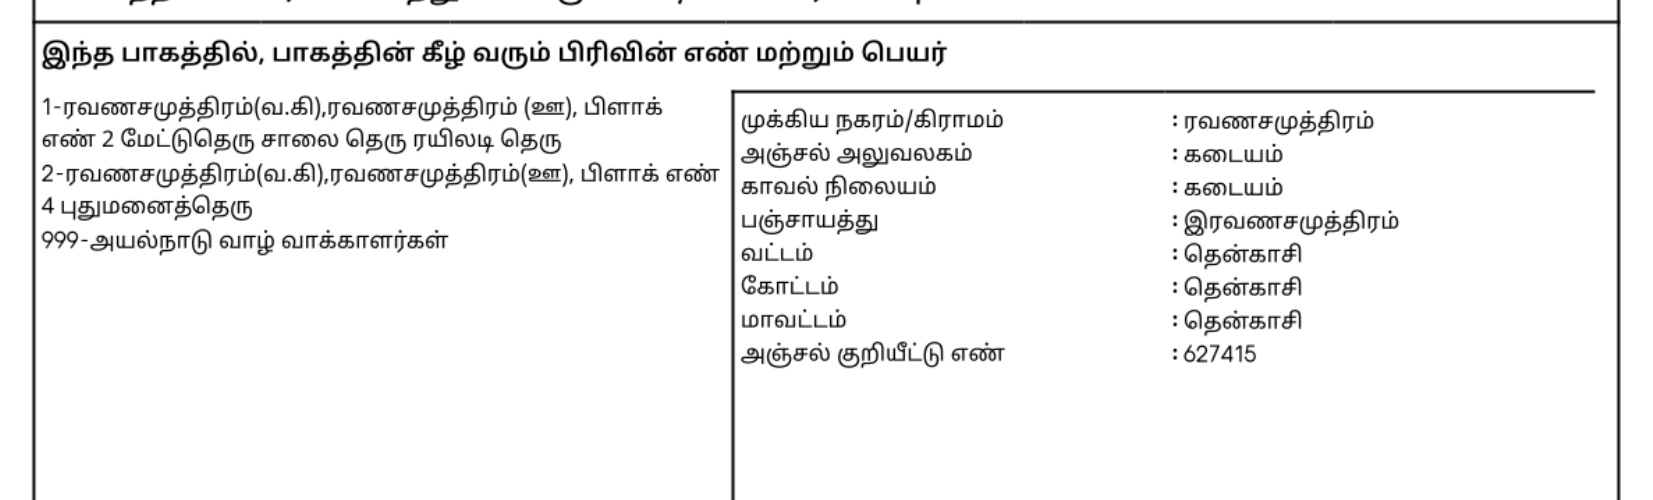 இந்த பாகத்தில், பாகத்தின் கீழ் வரும் பிரிவின் எண் மற்றும் பெயர்
1-ரவணசமுத்திரம்(வ.கி),ரவணசமுத்திரம் (ஊ), பிளாக்
எண் 2 மேட்டுதெரு சாலை தெரு ரயிலடி தெரு
2-ரவணசமுத்திரம்(வ.கி),ரவணசமுத்திரம்(ஊ), பிளாக் எண்
4 புதுமனைத்தெரு
999-அயல்நாடு வாழ் வாக்காளர்கள்
முக்கிய நகரம்/கிராமம் : ரவணசமுத்திரம்
அஞ்சல் அலுவலகம் : கடையம்
காவல் நிலையம் : கடையம்
பஞ்சாயத்து : இரவணசமுத்திரம்
வட்டம் : தென்காசி
கோட்டம் : தென்காசி
மாவட்டம் : தென்காசி
அஞ்சல் குறியீட்டு எண் : 627415